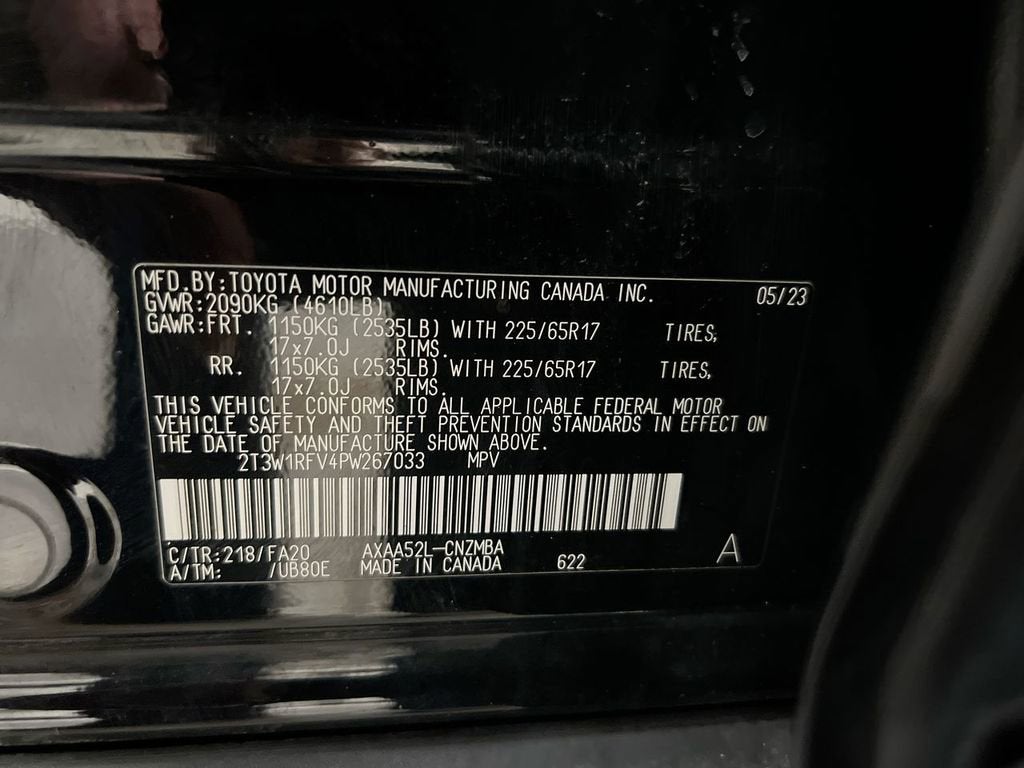 MFD.BY:TOYOTA MOTOR MANUFACTURING CANADA INC. 05/23
GVWR:2090KG (4610LB)
GAWR:FRT. 1150KG (2535LB) WITH 225/65R17 TIRES,
17x7.0J RIMS.
RR. 1150KG (2535LB) WITH 225/65R17 TIRES,
17x7.0J RIMS.
THIS VEHICLE CONFORMS TO ALL APPLICABLE FEDERAL MOTOR
VEHICLE SAFETY AND THEFT PREVENTION STANDARDS IN EFFECT ON
THE DATE OF MANUFACTURE SHOWN ABOVE.
2T3W1RFV4PW267033 MPV
C/TR:218/FA20 AXAA52L-CNZMBA A
A/TM: /UB80E MADE IN CANADA 622